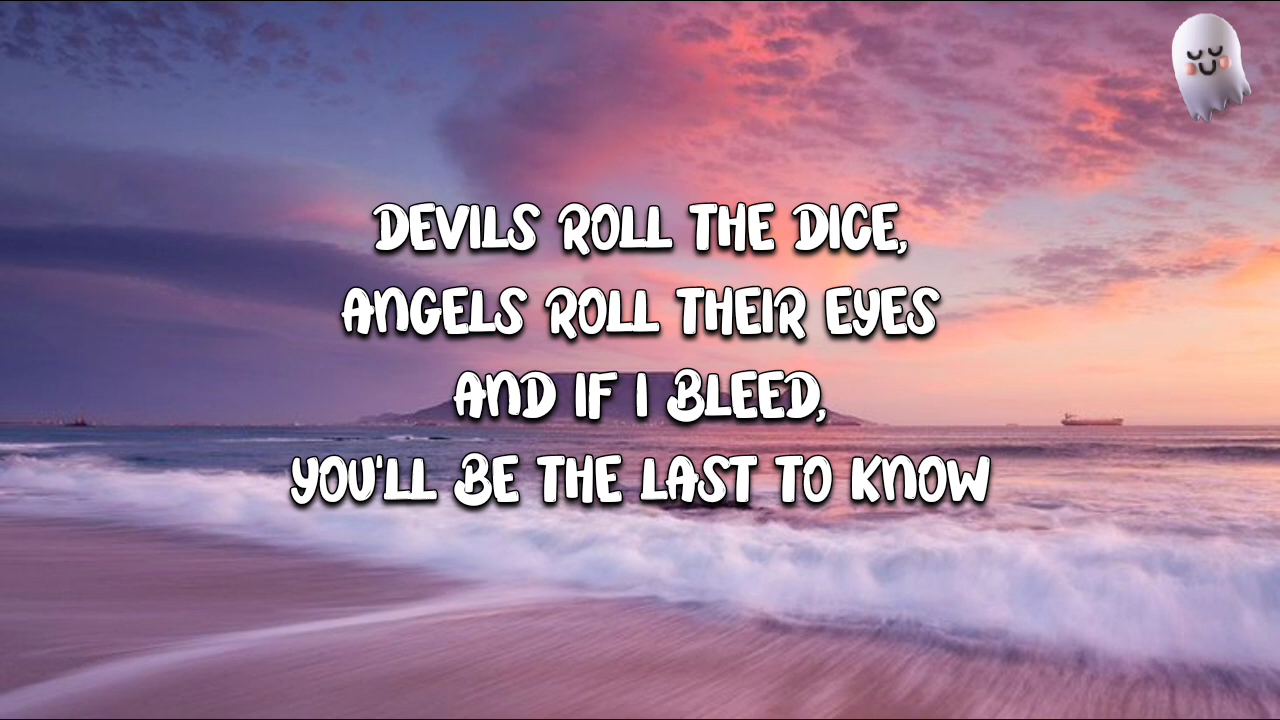 DEVILS ROLL THE DICE,
ANGELS ROLL THEIR EYES
AND IF I BLEED,
YOU'LL BE THE LAST TO KNOW